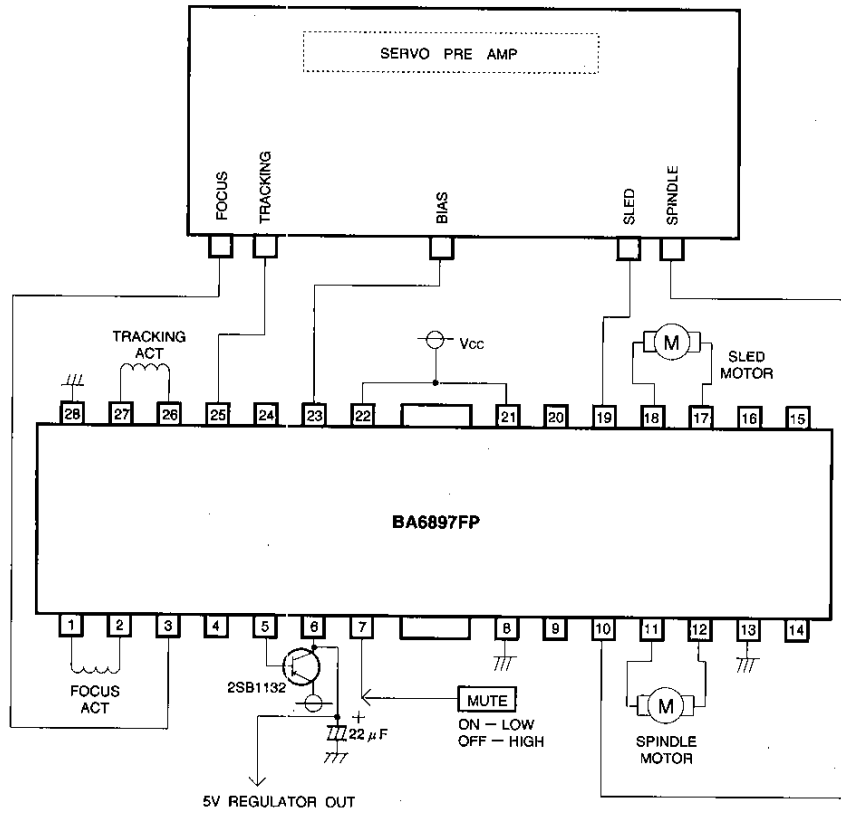 SERVO PRE AMP
FOCUS
TRACKING
BIAS
SLED
SPINDLE
TRACKING
ACT
Vcc
M
SLED
MOTOR
28 27 26 25 24 23 22 21 20 19 18 17 16 15
BA6897FP
1 2 3 4 5 6 7 8 9 10 11 12 13 14
FOCUS
ACT
2SB1132
+
22 μF
MUTE
ON – LOW
OFF – HIGH
M
SPINDLE
MOTOR
5V REGULATOR OUT